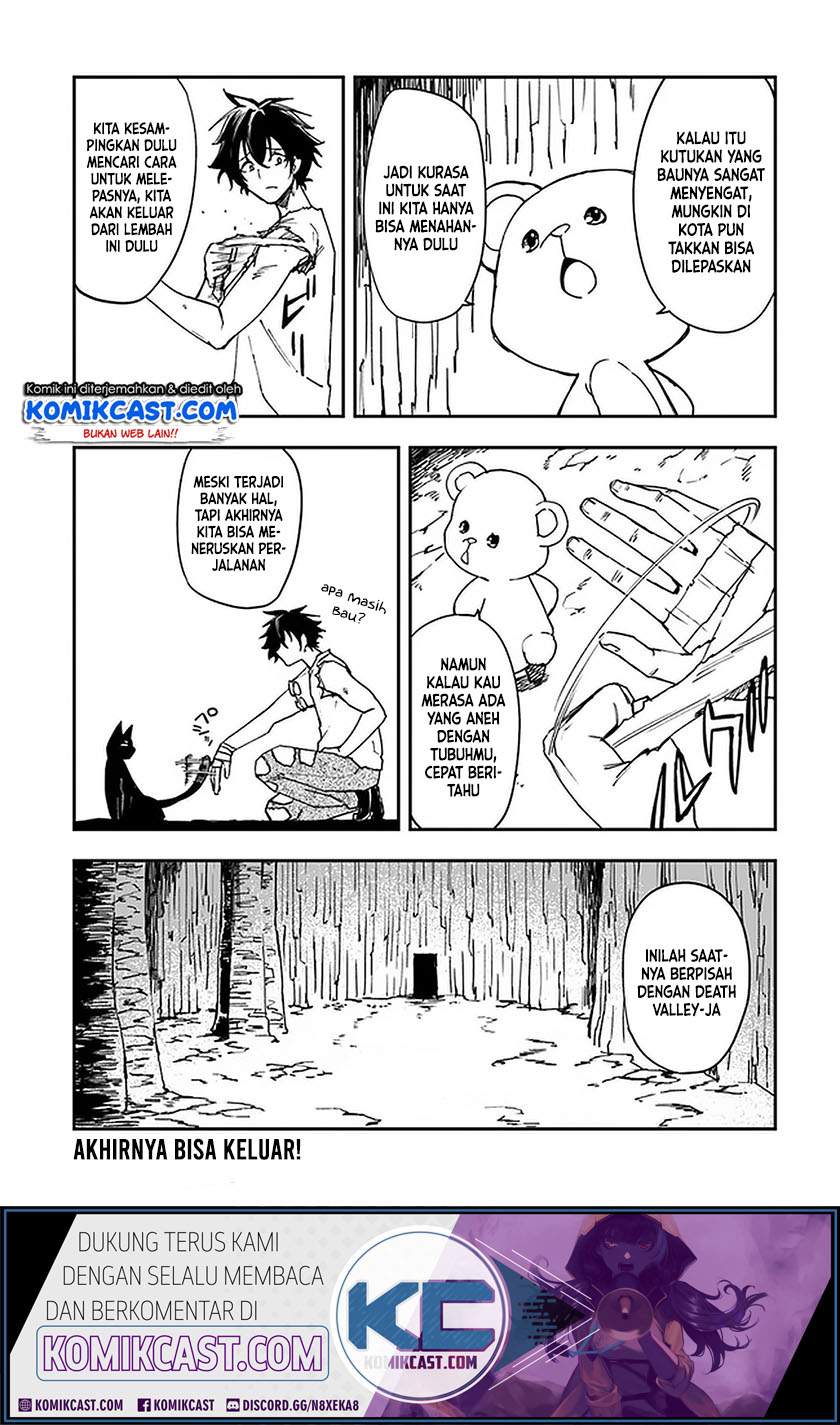 KALAU ITU
KUTUKAN YANG
BAUNYA SANGAT
MENYENGAT,
MUNGKIN DI
KOTA PUN
TAKKAN BISA
DILEPASKAN
JADI KURASA
UNTUK SAAT
INI KITA HANYA
BISA MENAHAN-
NYA DULU
KITA KESAM-
PINGKAN DULU
MENCARI CARA
UNTUK MELE-
PASNYA, KITA
AKAN KELUAR
DARI LEMBAH
INI DULU
Komik ini diterjemahkan & diedit oleh
KOMIKCAST.COM
BUKAN WEB LAIN!!
NAMUN
KALAU KAU
MERASA ADA
YANG ANEH
DENGAN
TUBUHMU,
CEPAT BERI-
TAHU
MESKI TERJADI
BANYAK HAL,
TAPI AKHIRNYA
KITA BISA ME-
NERUSKAN PER-
JALANAN
apa masih
bau?
INILAH SAAT-
NYA BERPISAH
DENGAN DEATH
VALLEY-JA
AKHIRNYA BISA KELUAR!
DUKUNG TERUS KAMI
DENGAN SELALU MEMBACA
DAN BERKOMENTAR DI
KOMIKCAST.COM
KC
KOMIKCAST.COM
KOMIKCAST.COM KOMIKCAST DISCORD.GG/N8XEKA8